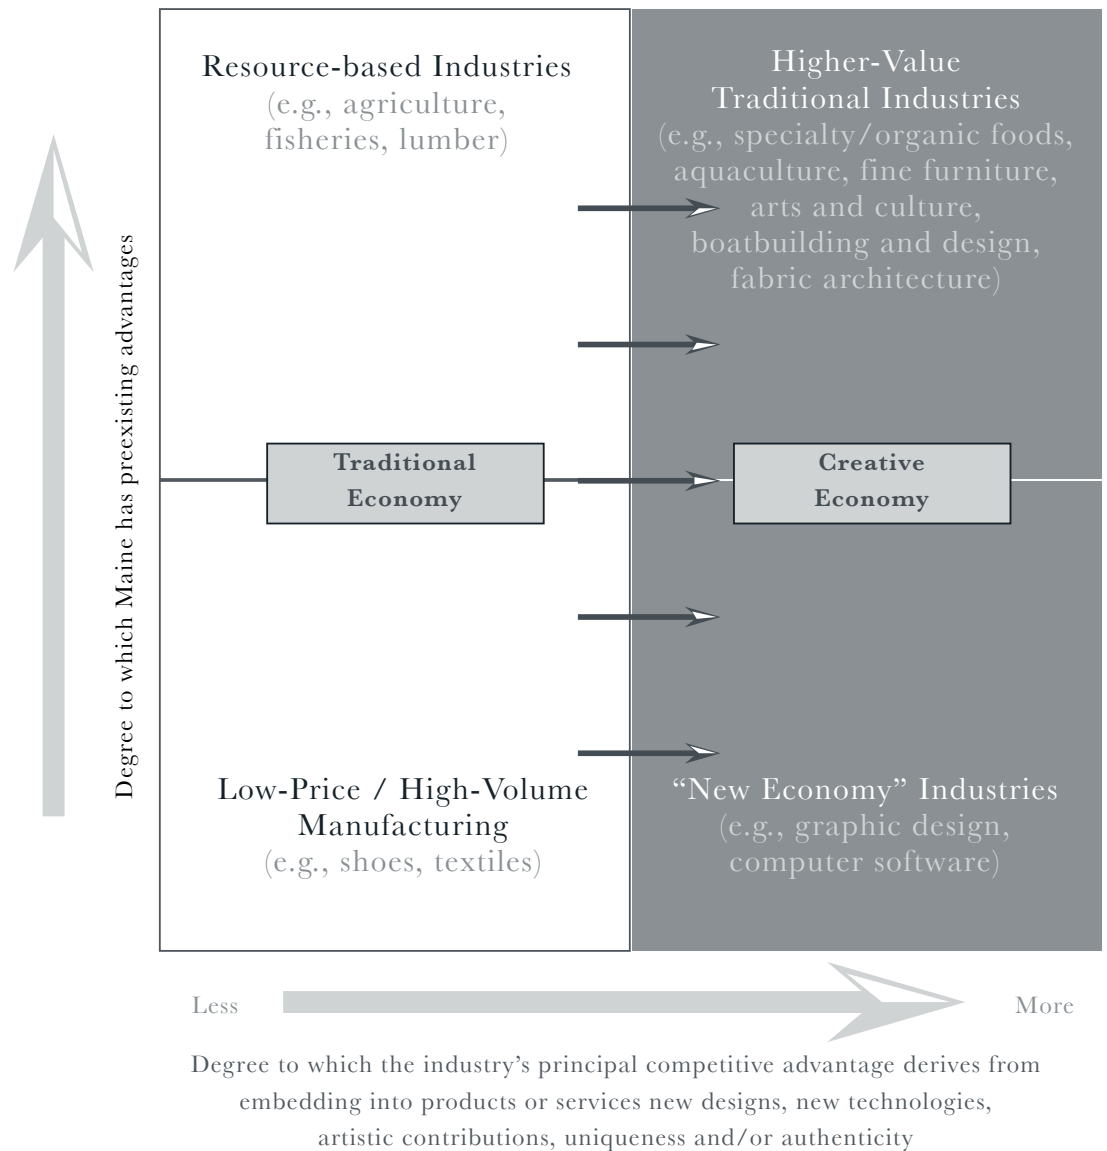 Resource-based Industries
(e.g., agriculture,
fisheries, lumber)
Higher-Value
Traditional Industries
(e.g., specialty/organic foods,
aquaculture, fine furniture,
arts and culture,
boatbuilding and design,
fabric architecture)
Degree to which Maine has preexisting advantages
Traditional
Economy
Creative
Economy
Low-Price / High-Volume
Manufacturing
(e.g., shoes, textiles)
“New Economy” Industries
(e.g., graphic design,
computer software)
Less
More
Degree to which the industry’s principal competitive advantage derives from
embedding into products or services new designs, new technologies,
artistic contributions, uniqueness and/or authenticity